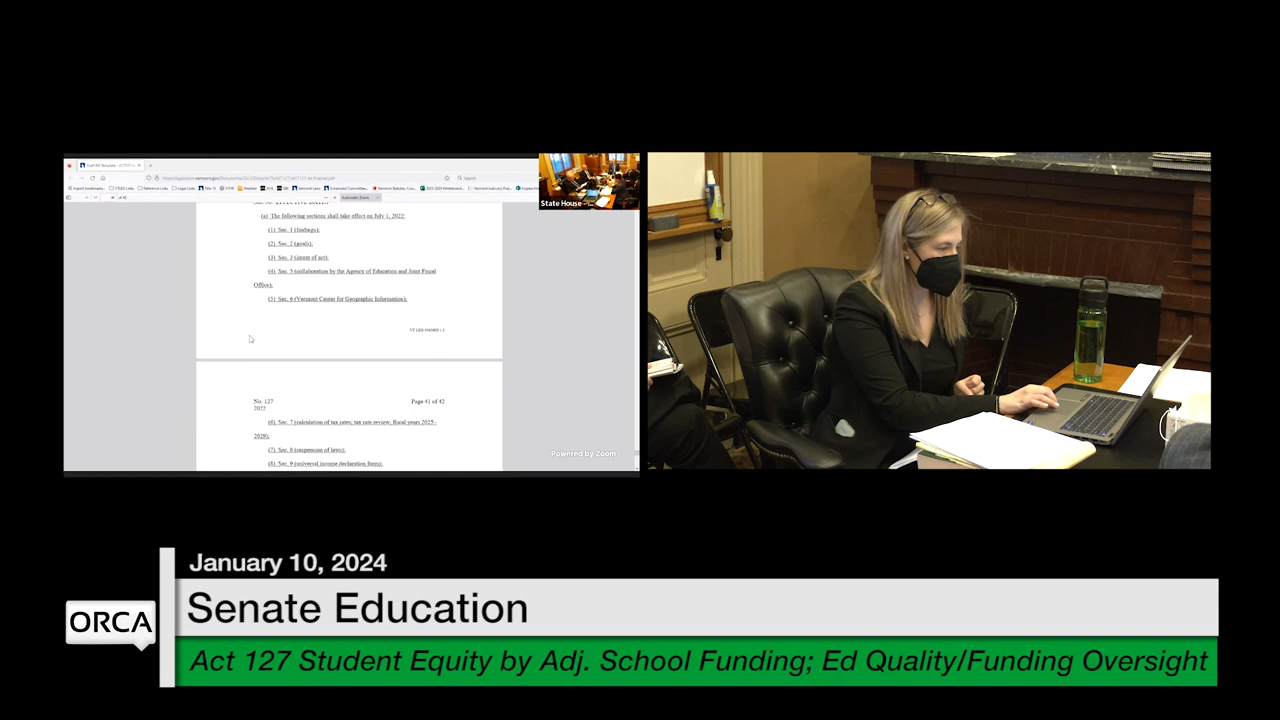 State House - ...
(a) The following sections shall take effect on July 1, 2022:
(1) Sec. 1 (findings);
(2) Sec. 2 (goals);
(3) Sec. 3 (intent of act);
(4) Sec. 5 (collaboration by the Agency of Education and Joint Fiscal
Office);
(5) Sec. 6 (Vermont Center for Geographic Information);
No. 127
Page 41 of 42
2022
(6) Sec. 7 (calculation of tax rates; tax rate review; fiscal years 2025–
2029);
(7) Sec. 8 (suspension of laws);
(8) Sec. 9 (universal income declaration form);
Powered by Zoom
January 10, 2024
ORCA
Senate Education
Act 127 Student Equity by Adj. School Funding; Ed Quality/Funding Oversight